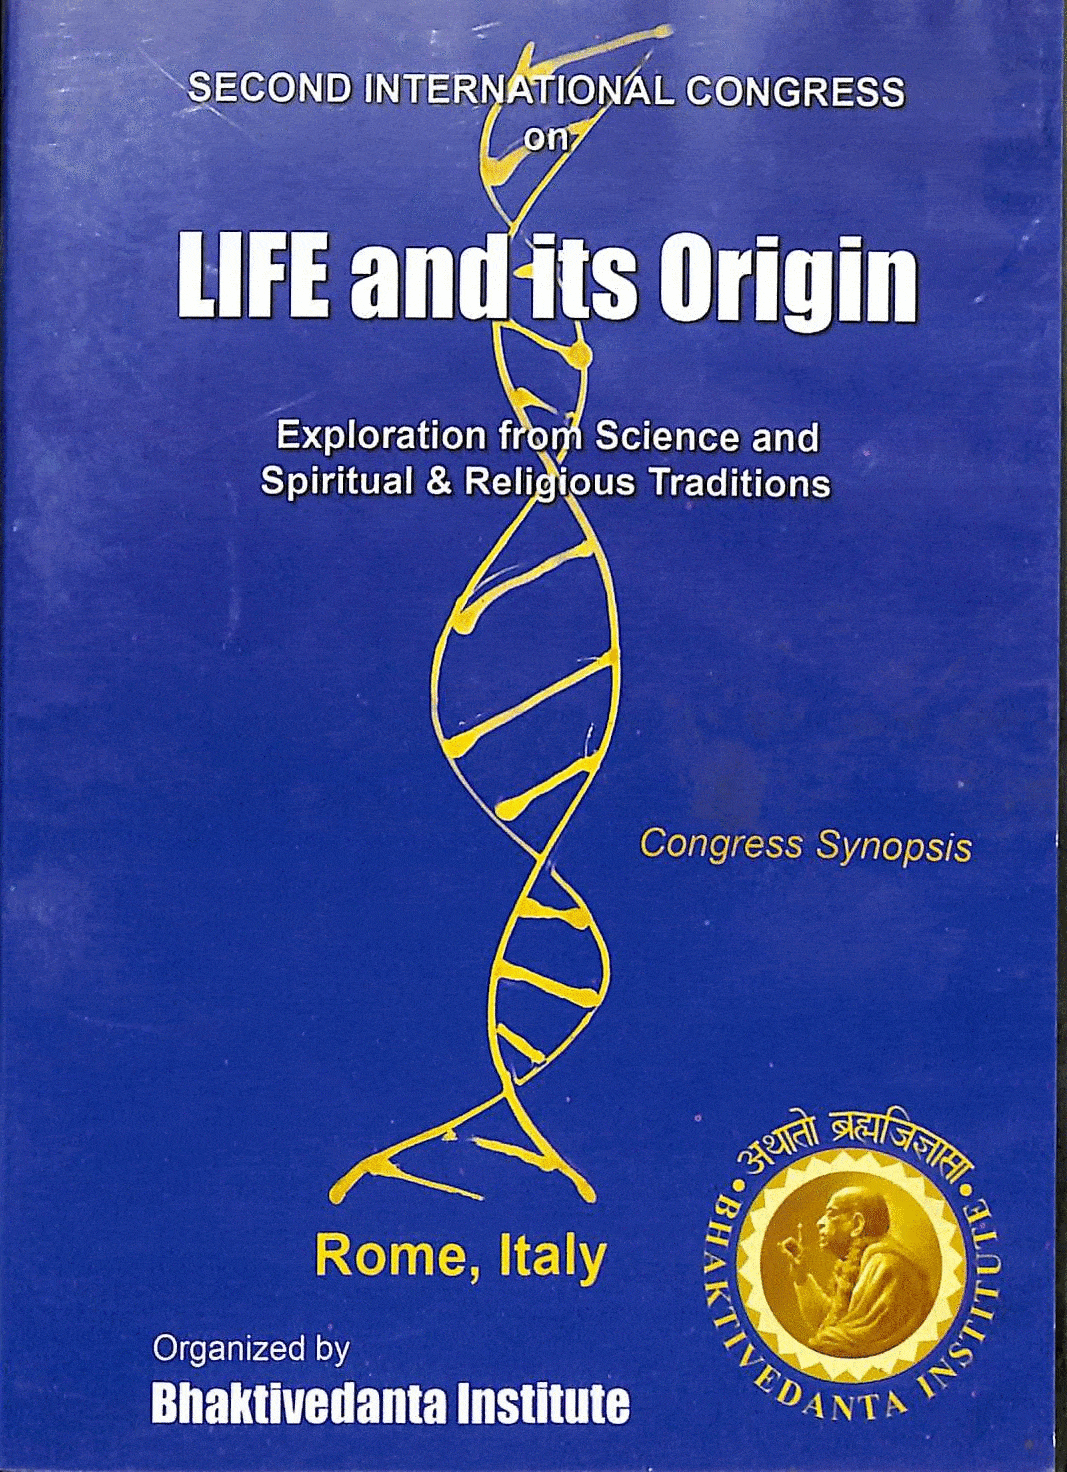 SECOND INTERNATIONAL CONGRESS
on
LIFE and its Origin
Exploration from Science and
Spiritual & Religious Traditions
Congress Synopsis
Rome, Italy
Organized by
Bhaktivedanta Institute
अथातो ब्रह्मजिज्ञासा
• BHAKTIVEDANTA INSTITUTE •